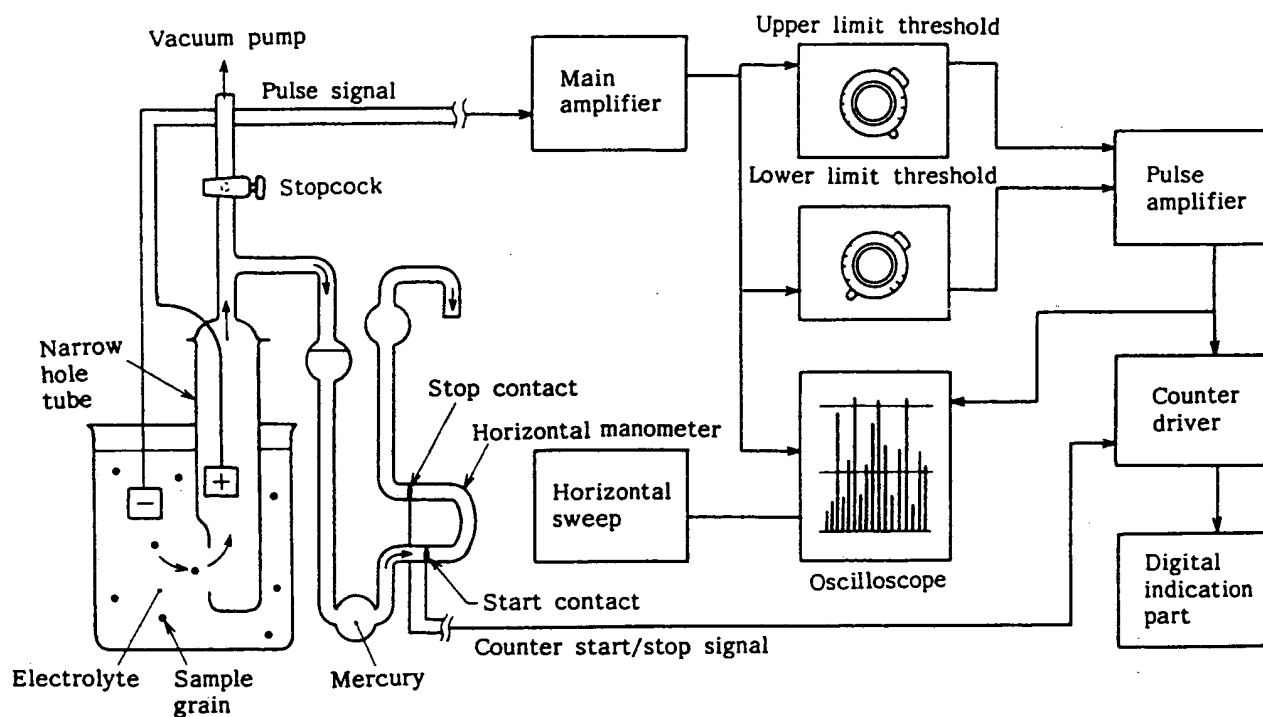 Vacuum pump
Pulse signal
Main
amplifier
Upper limit threshold
Lower limit threshold
Pulse
amplifier
Stopcock
Narrow
hole
tube
Stop contact
Horizontal manometer
Counter
driver
+
−
Horizontal
sweep
Oscilloscope
Digital
indication
part
Start contact
Counter start/stop signal
Electrolyte
Sample
grain
Mercury